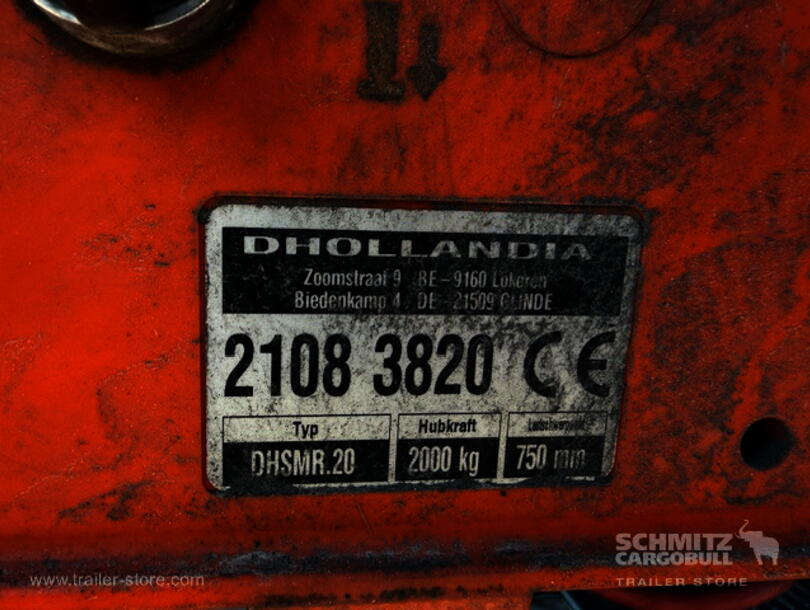 DHOLLANDIA
Zoomstraat 9 BE-9160 Lokeren
Biedenkamp 4 DE-21509 GLINDE
2108 3820 CE
Typ Hubkraft
DHSMR.20 2000 kg 750 mm
SCHMITZ
CARGOBULL
TRAILER STORE
www.trailer-store.com